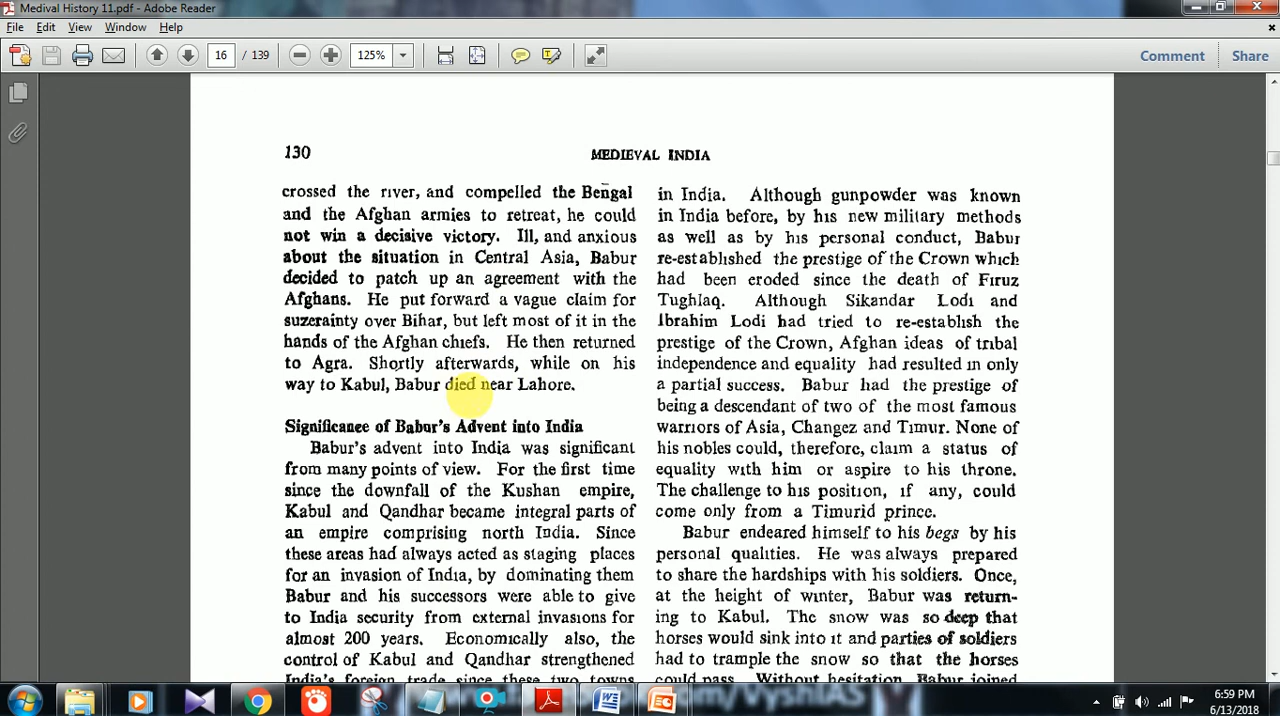 Medival History 11.pdf - Adobe Reader
File Edit View Window Help
16 / 139 125% Comment Share
130 MEDIEVAL INDIA
crossed the river, and compelled the Bengal
and the Afghan armies to retreat, he could
not win a decisive victory. Ill, and anxious
about the situation in Central Asia, Babur
decided to patch up an agreement with the
Afghans. He put forward a vague claim for
suzerainty over Bihar, but left most of it in the
hands of the Afghan chiefs. He then returned
to Agra. Shortly afterwards, while on his
way to Kabul, Babur died near Lahore.
Significance of Babur's Advent into India
Babur's advent into India was significant
from many points of view. For the first time
since the downfall of the Kushan empire,
Kabul and Qandhar became integral parts of
an empire comprising north India. Since
these areas had always acted as staging places
for an invasion of India, by dominating them
Babur and his successors were able to give
to India security from external invasions for
almost 200 years. Economically also, the
control of Kabul and Qandhar strengthened
India's foreign trade since these two towns
in India. Although gunpowder was known
in India before, by his new military methods
as well as by his personal conduct, Babur
re-established the prestige of the Crown which
had been eroded since the death of Firuz
Tughlaq. Although Sikandar Lodi and
Ibrahim Lodi had tried to re-establish the
prestige of the Crown, Afghan ideas of tribal
independence and equality had resulted in only
a partial success. Babur had the prestige of
being a descendant of two of the most famous
warriors of Asia, Changez and Timur. None of
his nobles could, therefore, claim a status of
equality with him or aspire to his throne.
The challenge to his position, if any, could
come only from a Timurid prince.
Babur endeared himself to his begs by his
personal qualities. He was always prepared
to share the hardships with his soldiers. Once,
at the height of winter, Babur was return-
ing to Kabul. The snow was so deep that
horses would sink into it and parties of soldiers
had to trample the snow so that the horses
could pass. Without hesitation, Babur joined
6:59 PM
6/13/2018